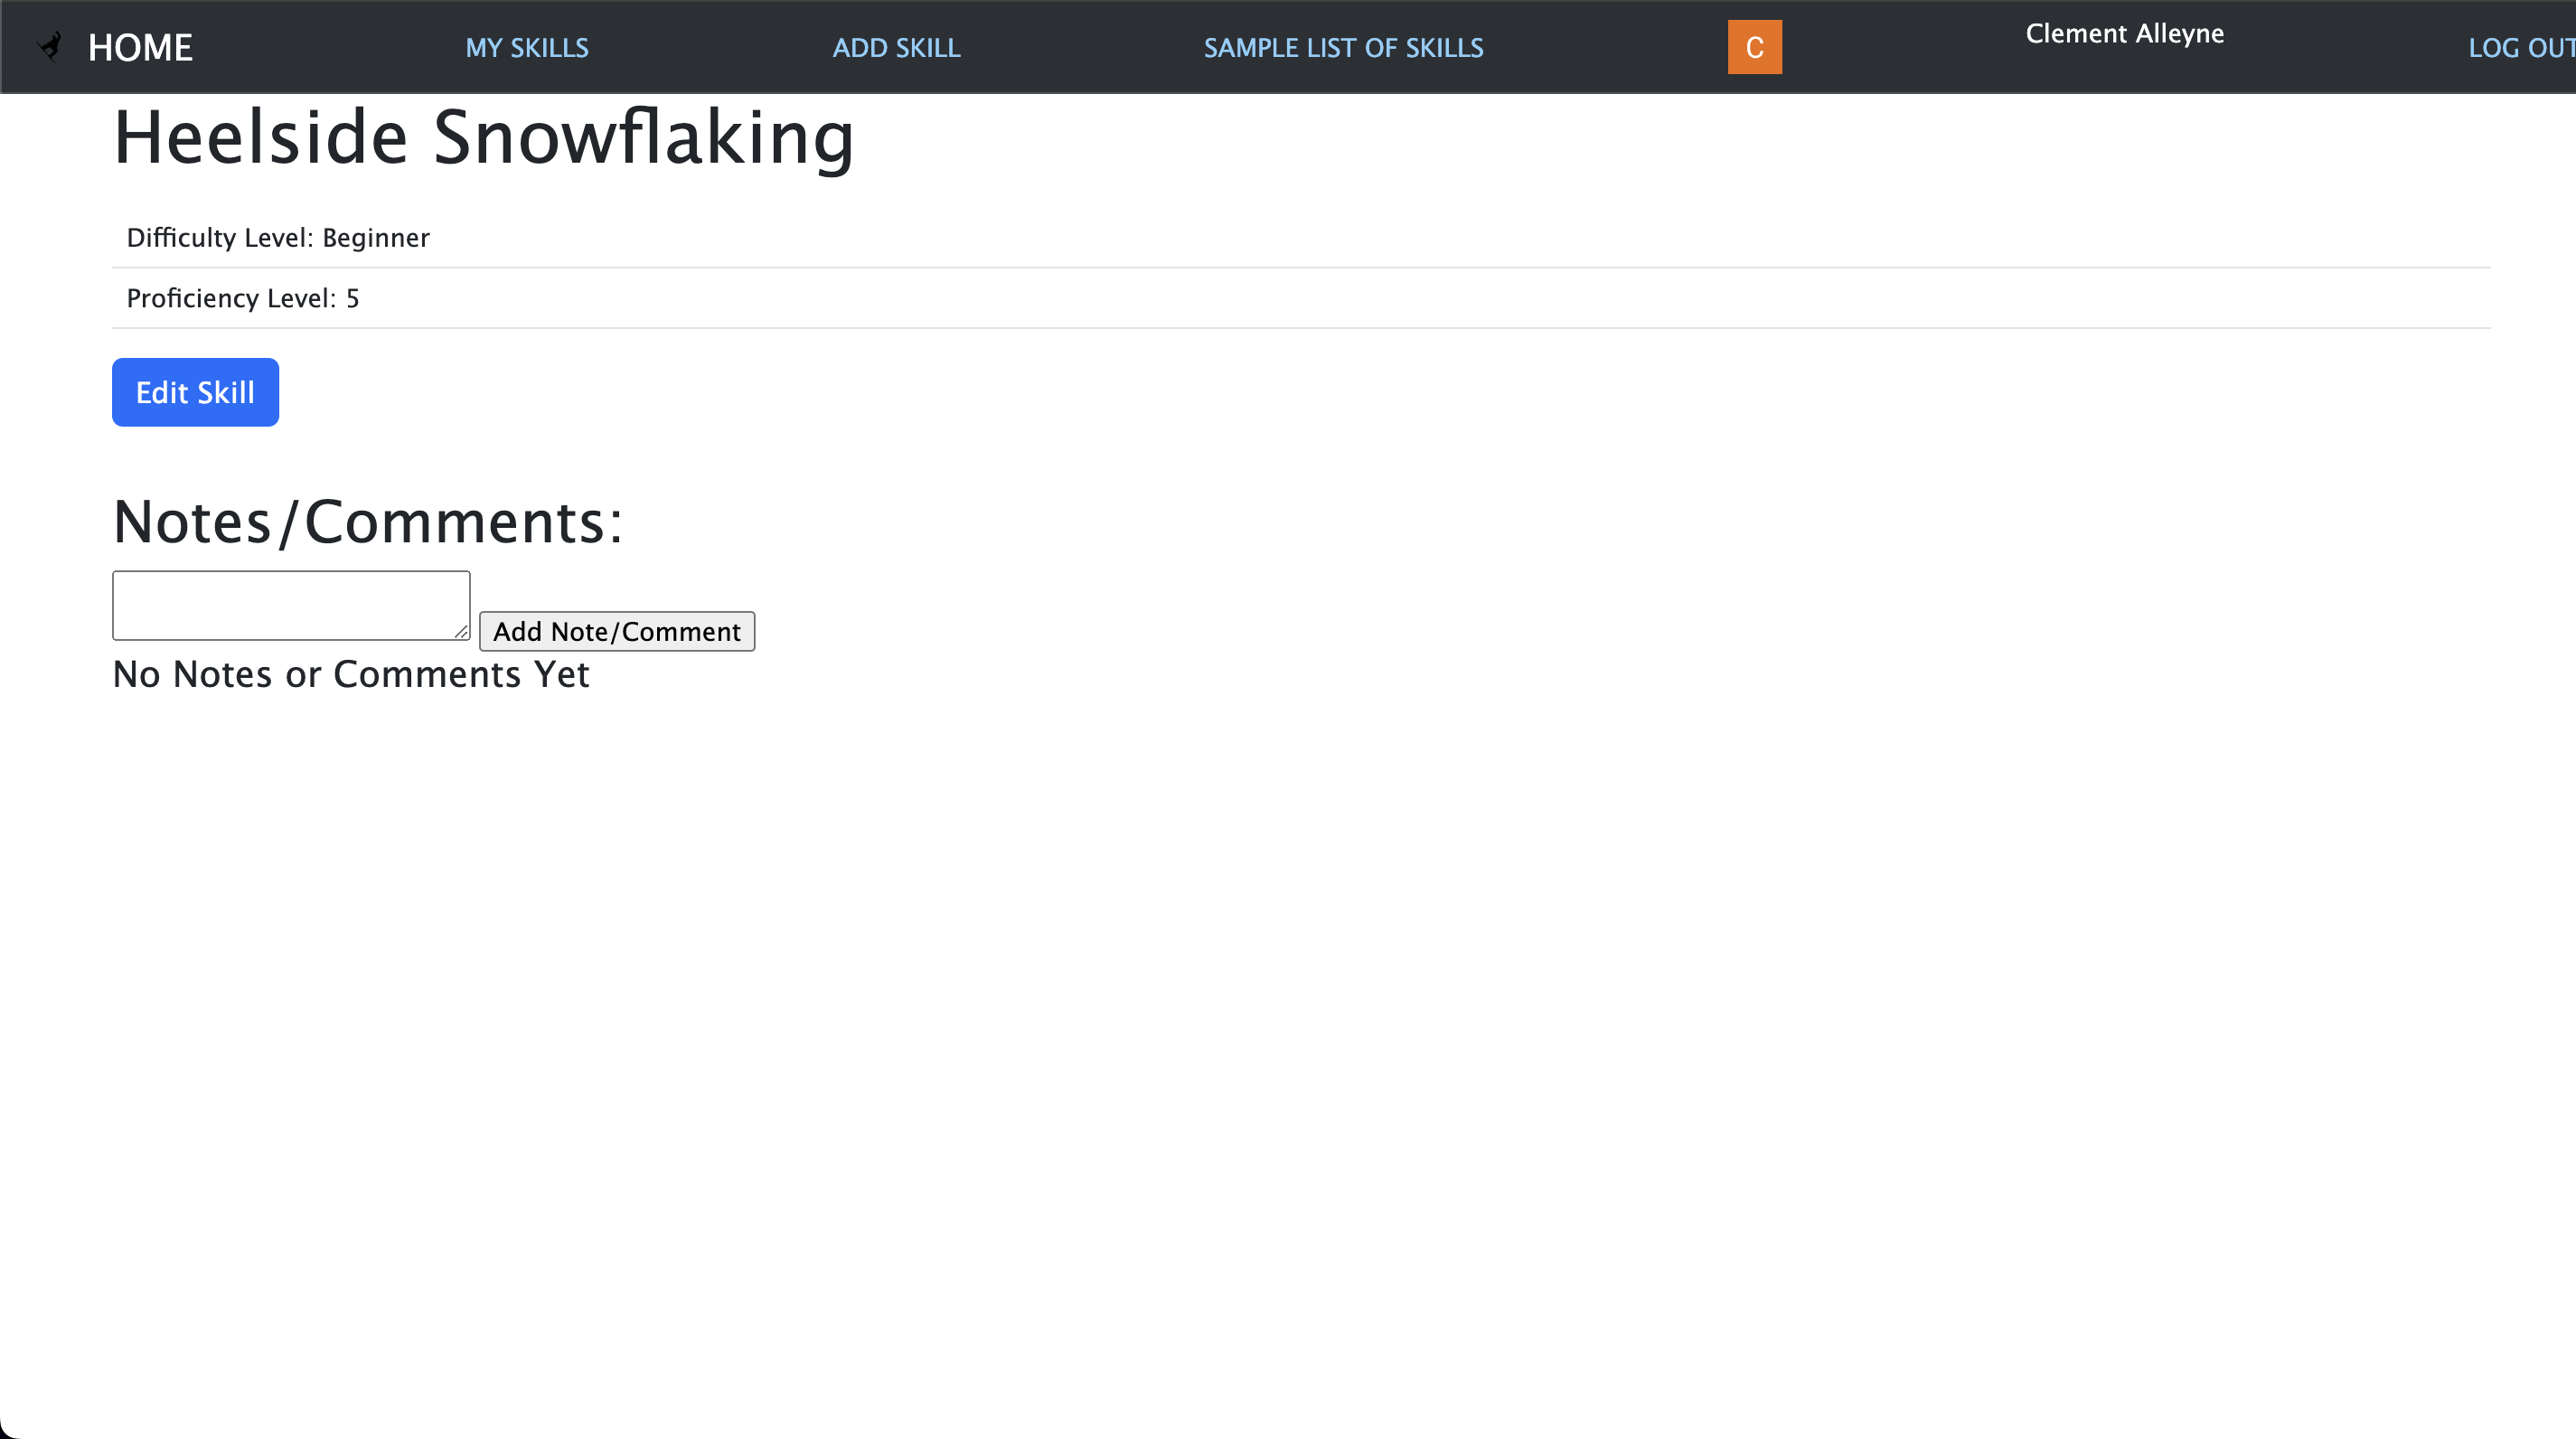 HOME MY SKILLS ADD SKILL SAMPLE LIST OF SKILLS C Clement Alleyne LOG OUT
Heelside Snowflaking
Difficulty Level: Beginner
Proficiency Level: 5
Edit Skill
Notes/Comments:
Add Note/Comment
No Notes or Comments Yet